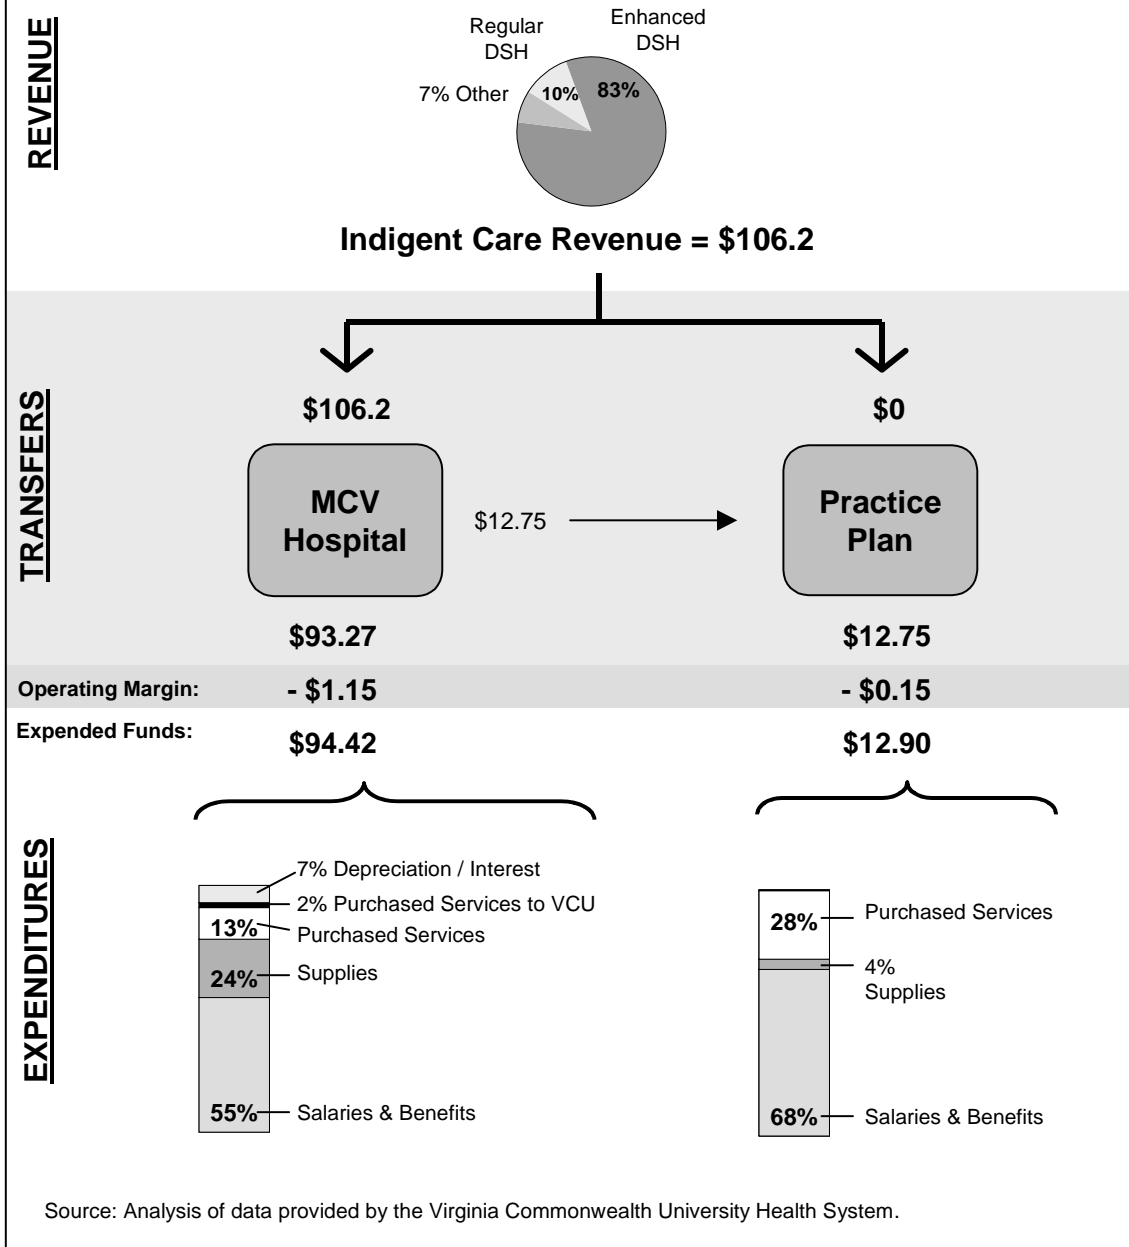 REVENUE
Regular
DSH
Enhanced
DSH
7% Other
10%
83%
Indigent Care Revenue = $106.2
TRANSFERS
$106.2
$0
MCV
Hospital
$12.75
Practice
Plan
$93.27
$12.75
Operating Margin:
- $1.15
- $0.15
Expended Funds:
$94.42
$12.90
EXPENDITURES
7% Depreciation / Interest
2% Purchased Services to VCU
13%
Purchased Services
24%
Supplies
55%
Salaries & Benefits
28%
Purchased Services
4%
Supplies
68%
Salaries & Benefits
Source: Analysis of data provided by the Virginia Commonwealth University Health System.